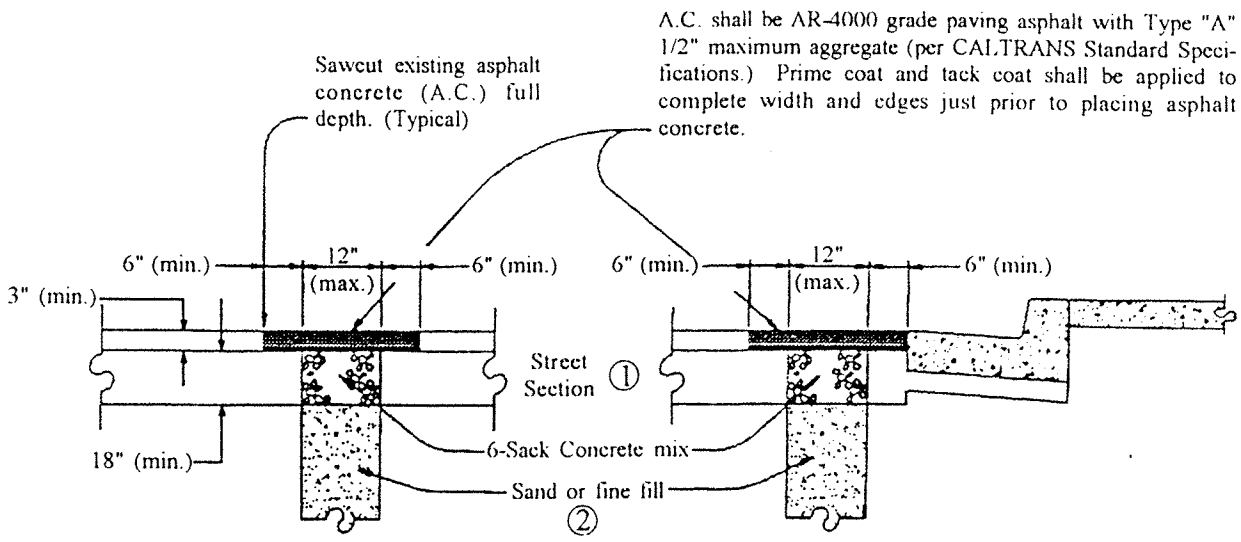 A.C. shall be AR-4000 grade paving asphalt with Type "A"
1/2" maximum aggregate (per CALTRANS Standard Speci-
fications.) Prime coat and tack coat shall be applied to
complete width and edges just prior to placing asphalt
concrete.
Sawcut existing asphalt
concrete (A.C.) full
depth. (Typical)
6" (min.)
12"
(max.)
6" (min.)
6" (min.)
12"
(max.)
6" (min.)
3" (min.)
Street
Section
1
18" (min.)
6-Sack Concrete mix
Sand or fine fill
2